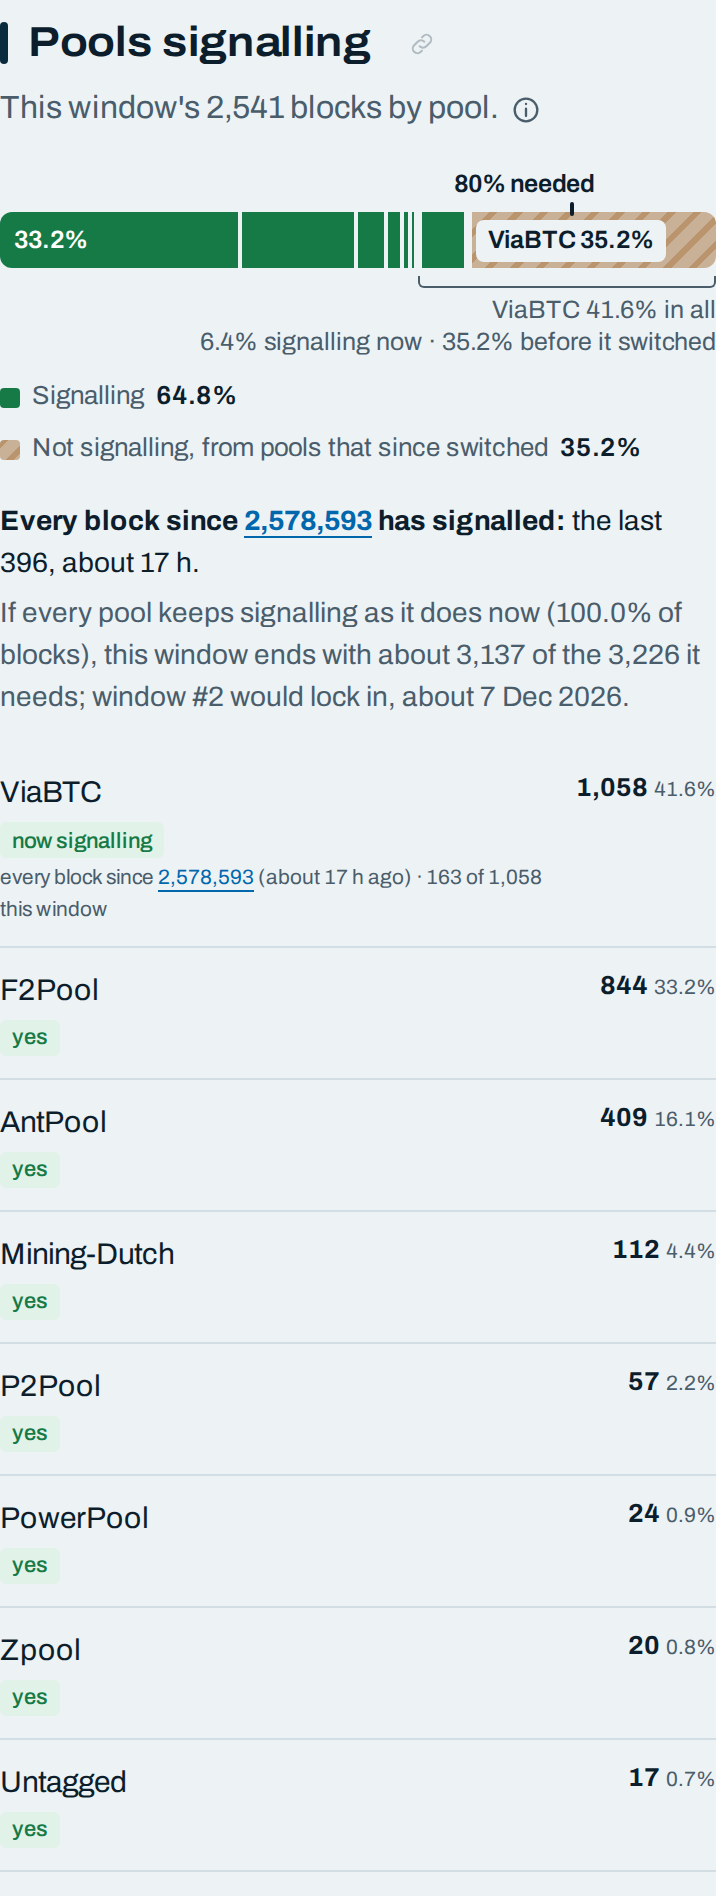 Pools signalling
This window's 2,541 blocks by pool.
80% needed
33.2%
ViaBTC 35.2%
ViaBTC 41.6% in all
6.4% signalling now · 35.2% before it switched
Signalling 64.8%
Not signalling, from pools that since switched 35.2%
Every block since 2,578,593 has signalled: the last
396, about 17 h.
If every pool keeps signalling as it does now (100.0% of
blocks), this window ends with about 3,137 of the 3,226 it
needs; window #2 would lock in, about 7 Dec 2026.
ViaBTC 1,058 41.6%
now signalling
every block since 2,578,593 (about 17 h ago) · 163 of 1,058
this window
F2Pool 844 33.2%
yes
AntPool 409 16.1%
yes
Mining-Dutch 112 4.4%
yes
P2Pool 57 2.2%
yes
PowerPool 24 0.9%
yes
Zpool 20 0.8%
yes
Untagged 17 0.7%
yes